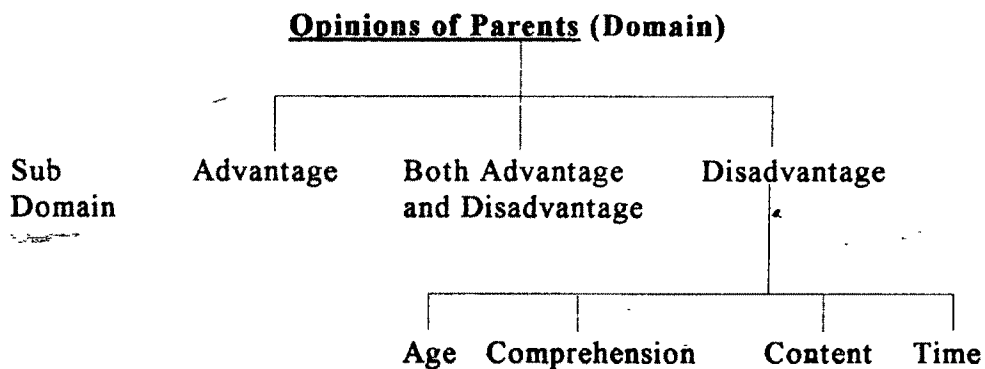 Opinions of Parents (Domain)
Sub Domain
Advantage
Both Advantage and Disadvantage
Disadvantage
Age Comprehension Content Time